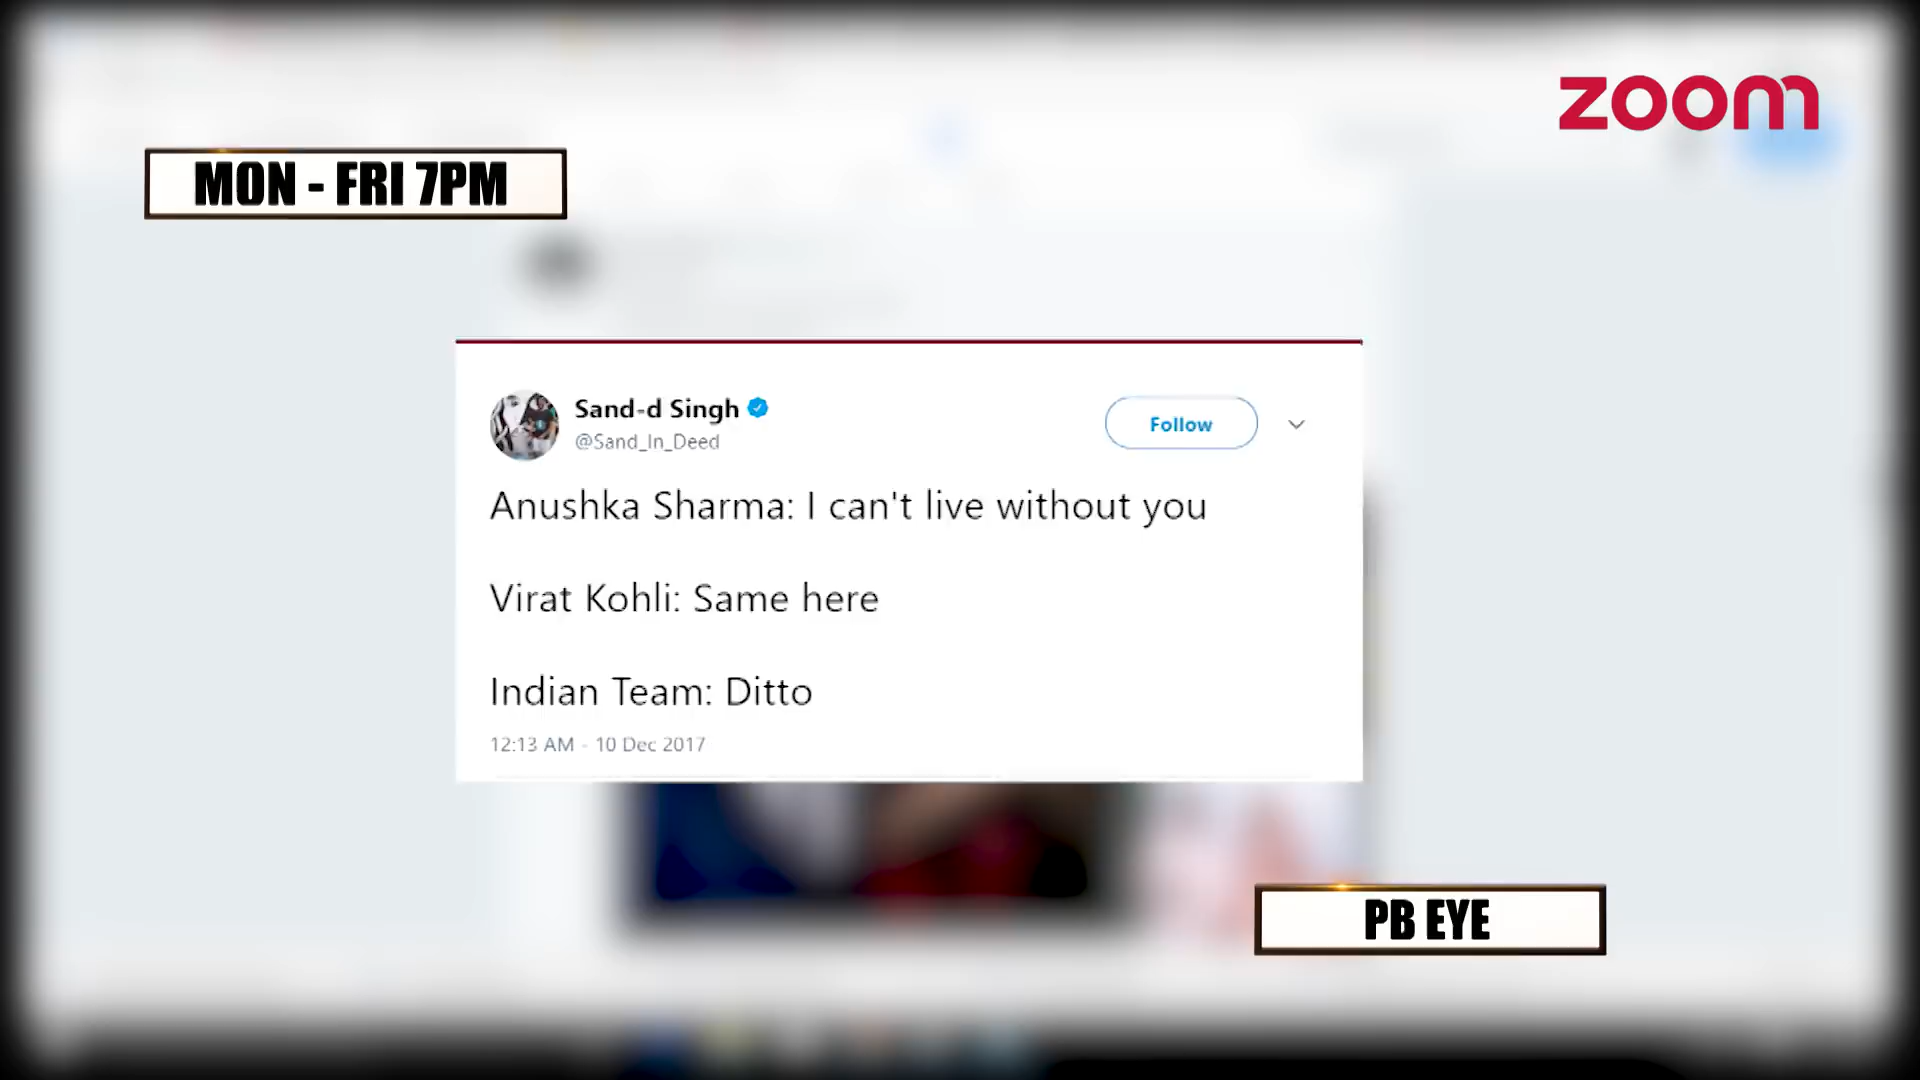 zoom
MON - FRI 7PM
Sand-d Singh
@Sand_In_Deed
Follow
Anushka Sharma: I can't live without you
Virat Kohli: Same here
Indian Team: Ditto
12:13 AM - 10 Dec 2017
PB EYE